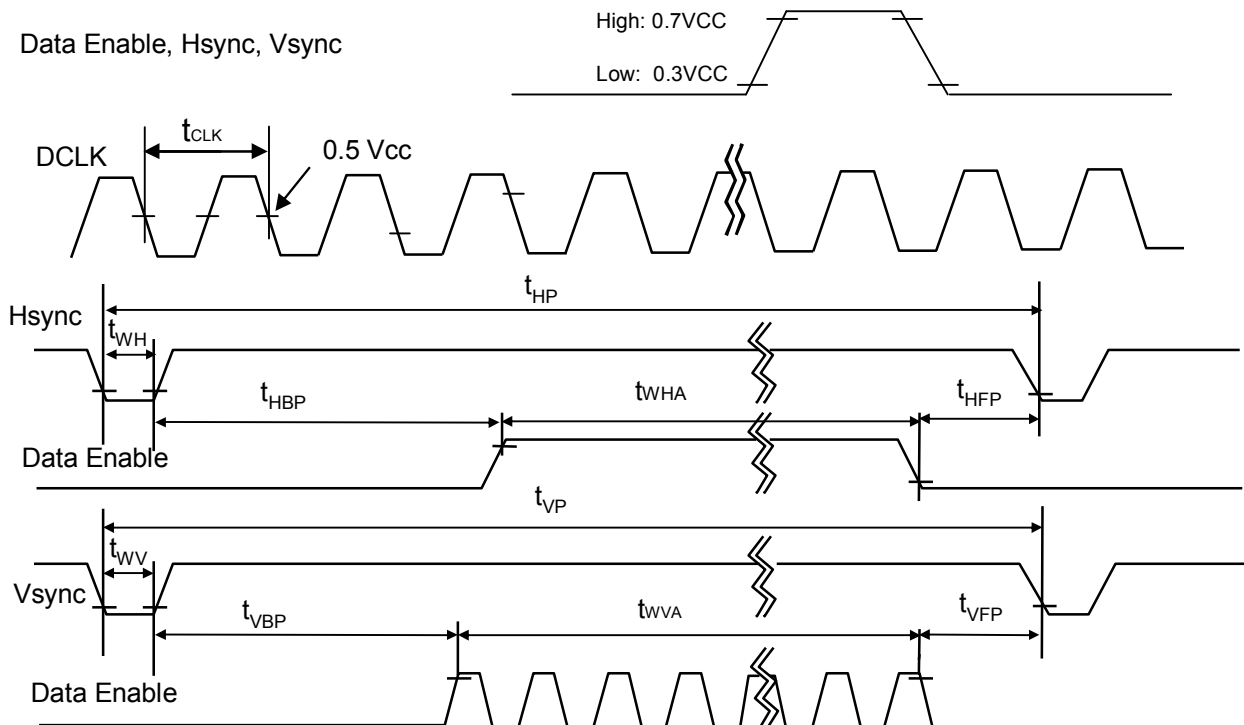 High: 0.7VCC
Data Enable, Hsync, Vsync
Low: 0.3VCC
tCLK
DCLK
0.5 Vcc
tHP
Hsync
tWH
tHBP
tWHA
tHFP
Data Enable
tVP
tWV
Vsync
tVBP
tWVA
tVFP
Data Enable